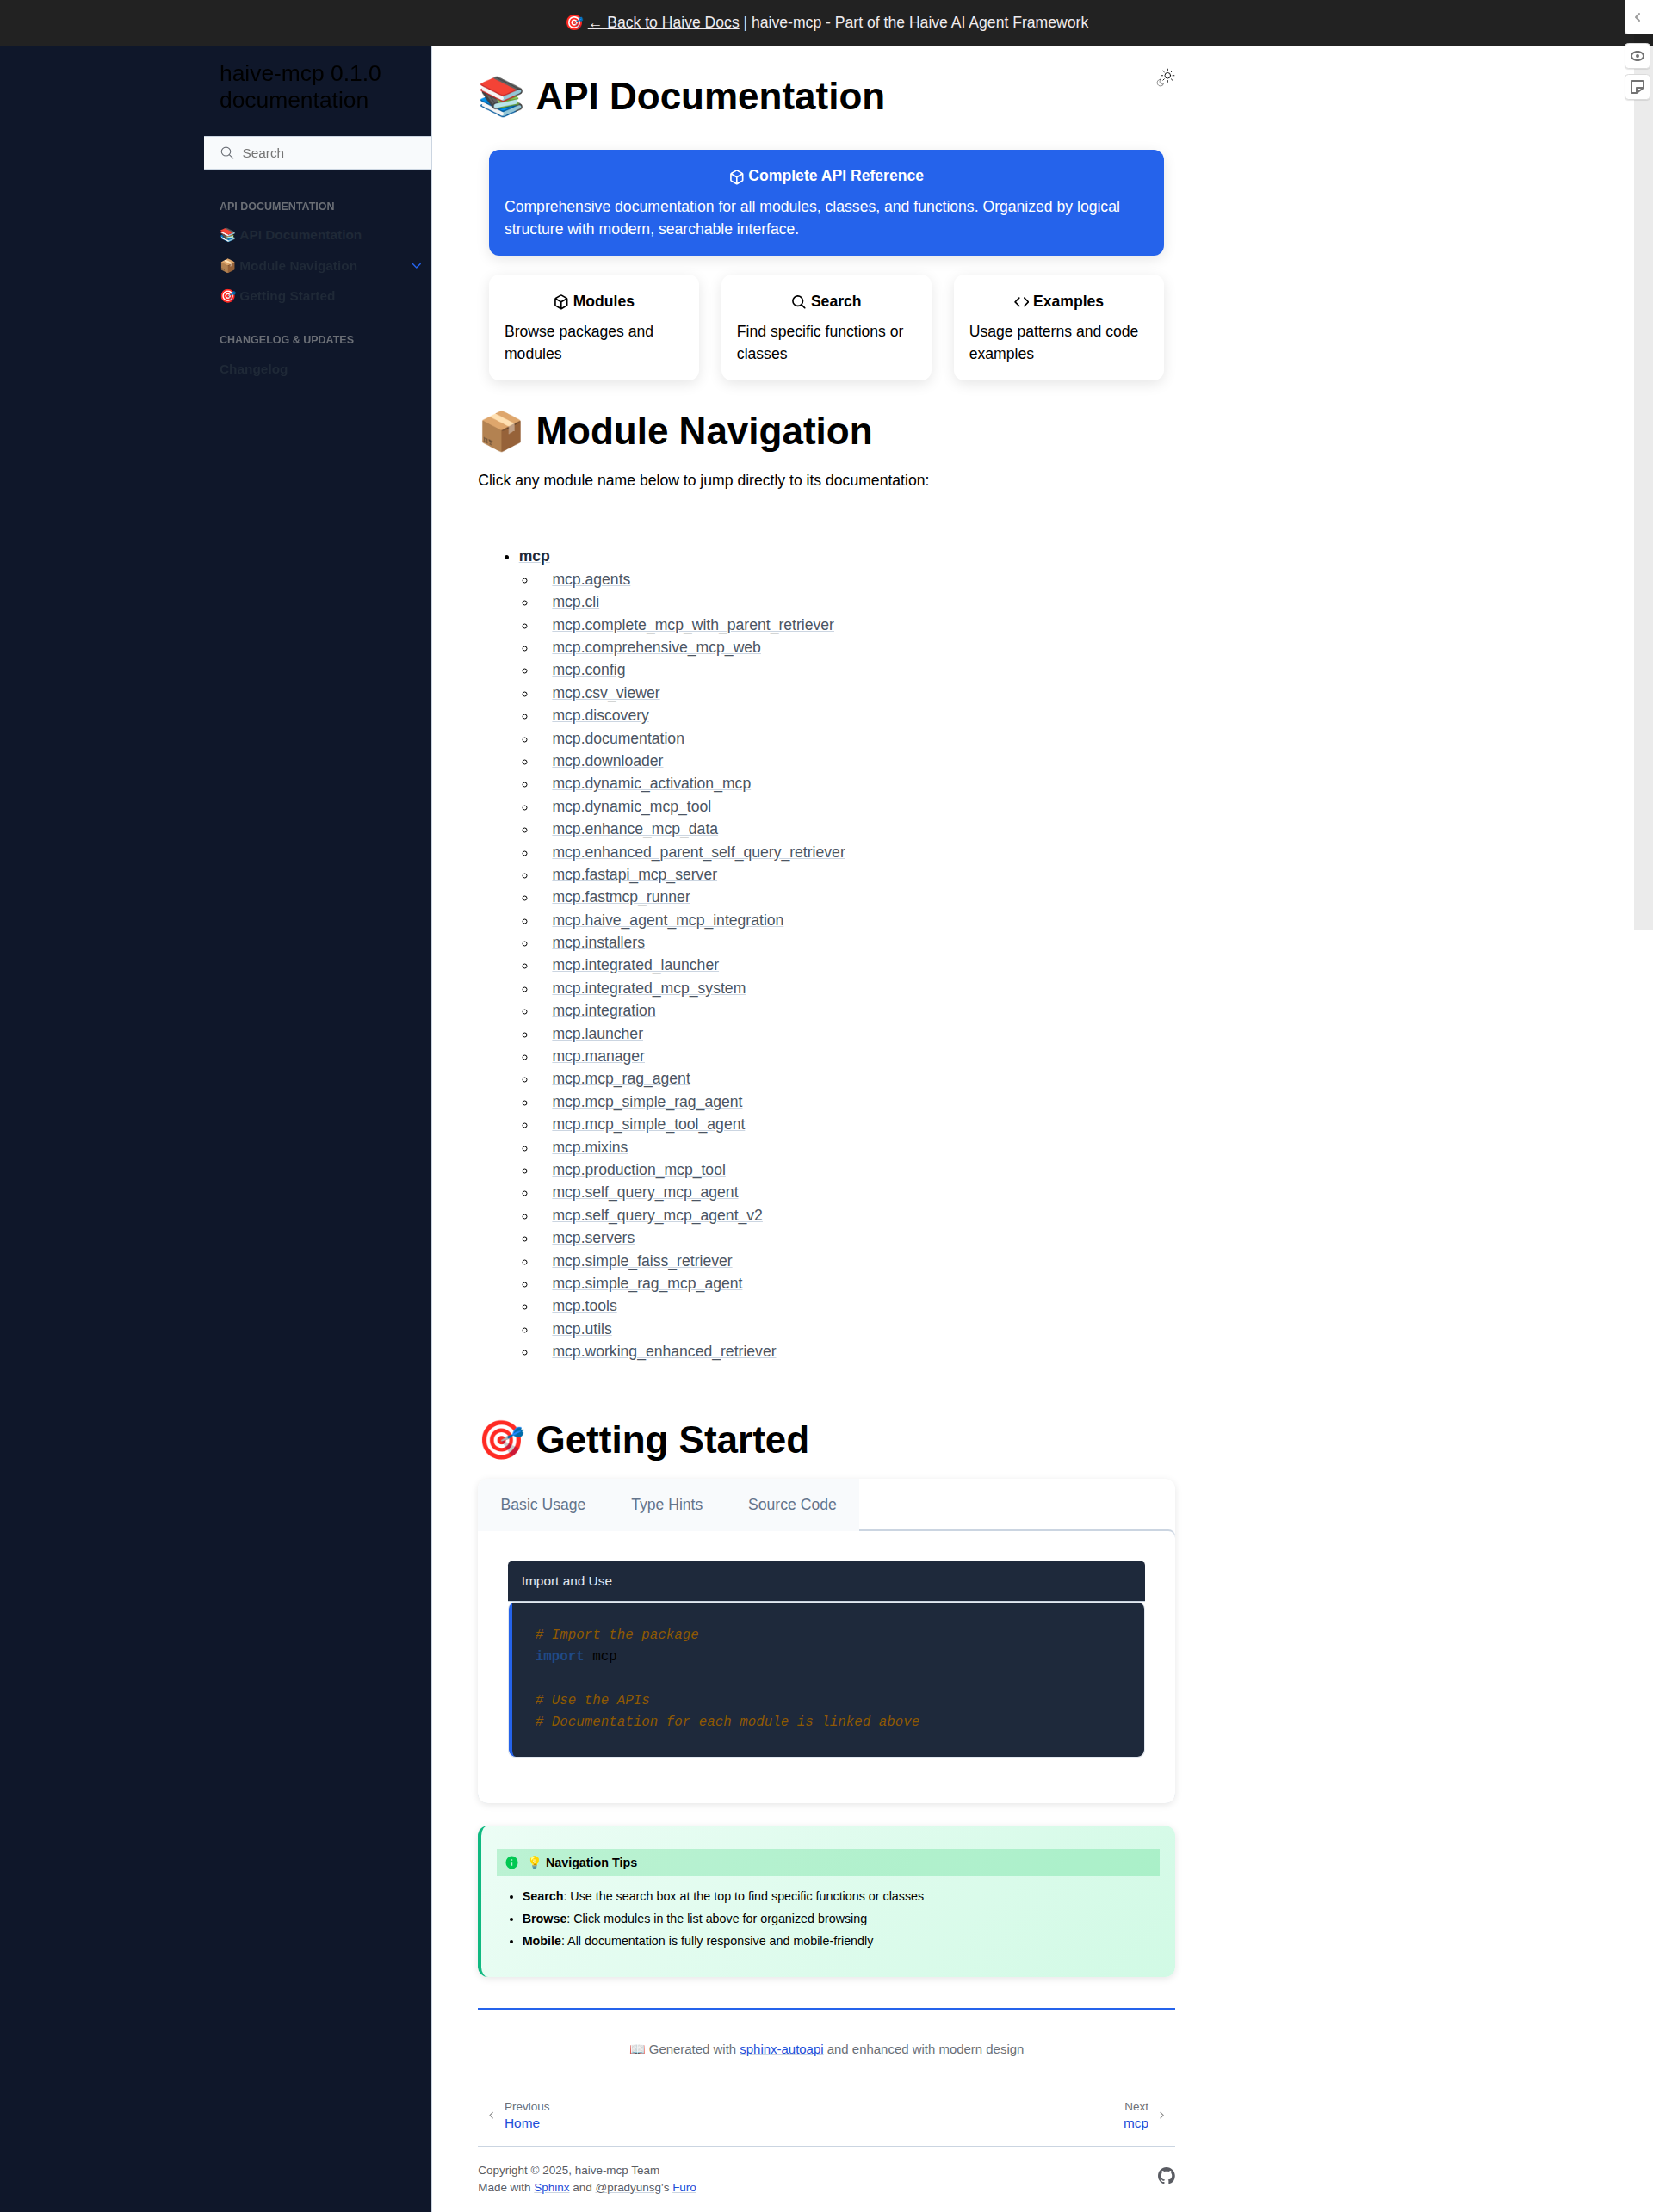 🎯 ← Back to Haive Docs | haive-mcp - Part of the Haive AI Agent Framework
haive-mcp 0.1.0
documentation
Search
API DOCUMENTATION
📚 API Documentation
📦 Module Navigation
🎯 Getting Started
CHANGELOG & UPDATES
Changelog
📚 API Documentation
Complete API Reference
Comprehensive documentation for all modules, classes, and functions. Organized by logical
structure with modern, searchable interface.
Modules
Browse packages and
modules
Search
Find specific functions or
classes
Examples
Usage patterns and code
examples
📦 Module Navigation
Click any module name below to jump directly to its documentation:
mcp
mcp.agents
mcp.cli
mcp.complete_mcp_with_parent_retriever
mcp.comprehensive_mcp_web
mcp.config
mcp.csv_viewer
mcp.discovery
mcp.documentation
mcp.downloader
mcp.dynamic_activation_mcp
mcp.dynamic_mcp_tool
mcp.enhance_mcp_data
mcp.enhanced_parent_self_query_retriever
mcp.fastapi_mcp_server
mcp.fastmcp_runner
mcp.haive_agent_mcp_integration
mcp.installers
mcp.integrated_launcher
mcp.integrated_mcp_system
mcp.integration
mcp.launcher
mcp.manager
mcp.mcp_rag_agent
mcp.mcp_simple_rag_agent
mcp.mcp_simple_tool_agent
mcp.mixins
mcp.production_mcp_tool
mcp.self_query_mcp_agent
mcp.self_query_mcp_agent_v2
mcp.servers
mcp.simple_faiss_retriever
mcp.simple_rag_mcp_agent
mcp.tools
mcp.utils
mcp.working_enhanced_retriever
🎯 Getting Started
Basic Usage Type Hints Source Code
Import and Use
# Import the package
import mcp
# Use the APIs
# Documentation for each module is linked above
💡 Navigation Tips
Search: Use the search box at the top to find specific functions or classes
Browse: Click modules in the list above for organized browsing
Mobile: All documentation is fully responsive and mobile-friendly
📖 Generated with sphinx-autoapi and enhanced with modern design
Previous
Home
Next
mcp
Copyright © 2025, haive-mcp Team
Made with Sphinx and @pradyunsg's Furo